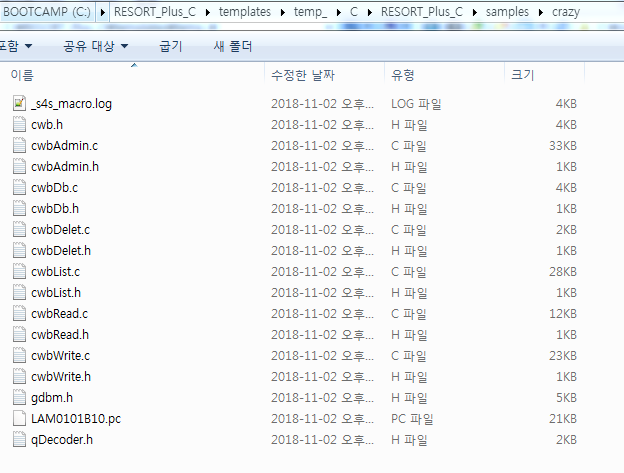 BOOTCAMP (C:) RESORT_Plus_C templates temp_ C RESORT_Plus_C samples crazy
포함 공유 대상 굽기 새 폴더
이름 수정한 날짜 유형 크기
_s4s_macro.log 2018-11-02 오후... LOG 파일 4KB
cwb.h 2018-11-02 오후... H 파일 4KB
cwbAdmin.c 2018-11-02 오후... C 파일 33KB
cwbAdmin.h 2018-11-02 오후... H 파일 1KB
cwbDb.c 2018-11-02 오후... C 파일 4KB
cwbDb.h 2018-11-02 오후... H 파일 1KB
cwbDelet.c 2018-11-02 오후... C 파일 2KB
cwbDelet.h 2018-11-02 오후... H 파일 1KB
cwbList.c 2018-11-02 오후... C 파일 28KB
cwbList.h 2018-11-02 오후... H 파일 1KB
cwbRead.c 2018-11-02 오후... C 파일 12KB
cwbRead.h 2018-11-02 오후... H 파일 1KB
cwbWrite.c 2018-11-02 오후... C 파일 23KB
cwbWrite.h 2018-11-02 오후... H 파일 1KB
gdbm.h 2018-11-02 오후... H 파일 5KB
LAM0101B10.pc 2018-11-02 오후... PC 파일 21KB
qDecoder.h 2018-11-02 오후... H 파일 2KB